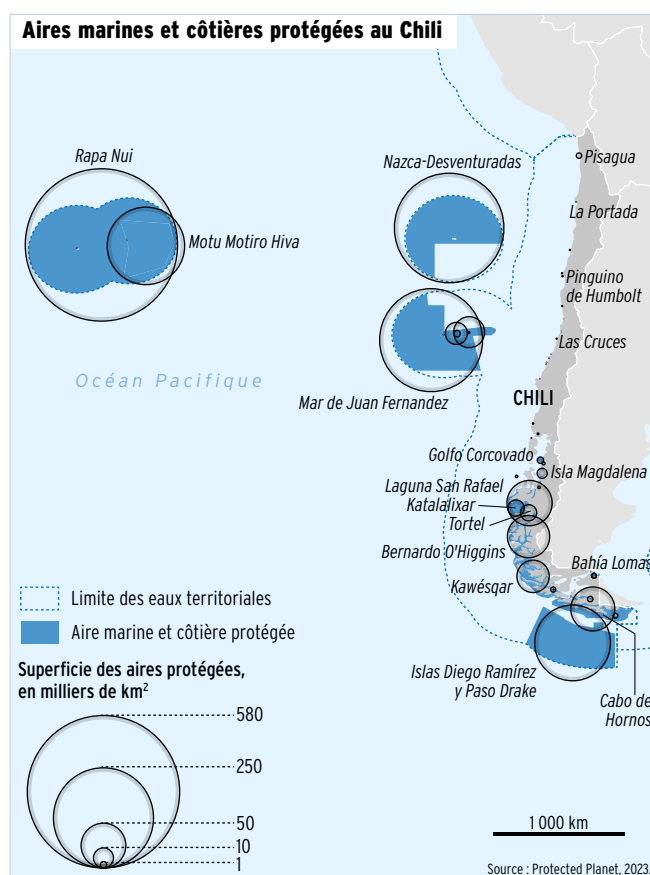 Aires marines et côtières protégées au Chili
Rapa Nui
Motu Motiro Hiva
Nazca-Desventuradas
Pisagua
La Portada
Pinguino
de Humbolt
Las Cruces
Mar de Juan Fernandez
Océan Pacifique
CHILI
Golfo Corcovado
Isla Magdalena
Laguna San Rafael
Katalalixar
Tortel
Bernardo O'Higgins
Bahía Lomas
Kawésqar
Islas Diego Ramírez
y Paso Drake
Cabo de
Hornos
Limite des eaux territoriales
Aire marine et côtière protégée
Superficie des aires protégées,
en milliers de km²
580
250
50
10
1
1 000 km
Source : Protected Planet, 2023.